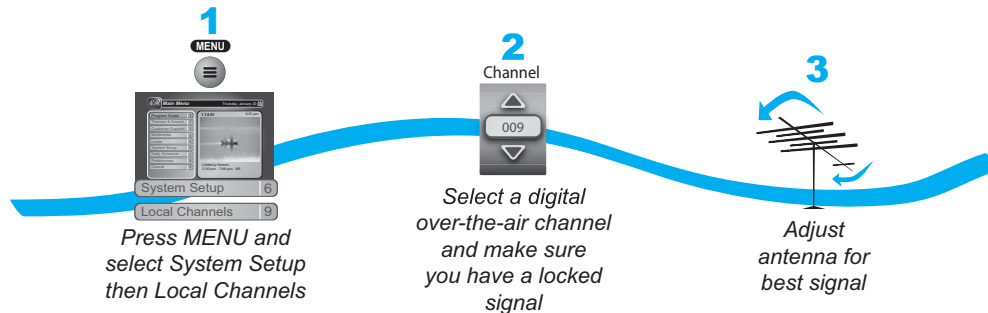 1
MENU
Main Menu
Program Guide
System Setup 6
Local Channels 9
Press MENU and
select System Setup
then Local Channels
2
Channel
009
Select a digital
over-the-air channel
and make sure
you have a locked
signal
3
Adjust
antenna for
best signal